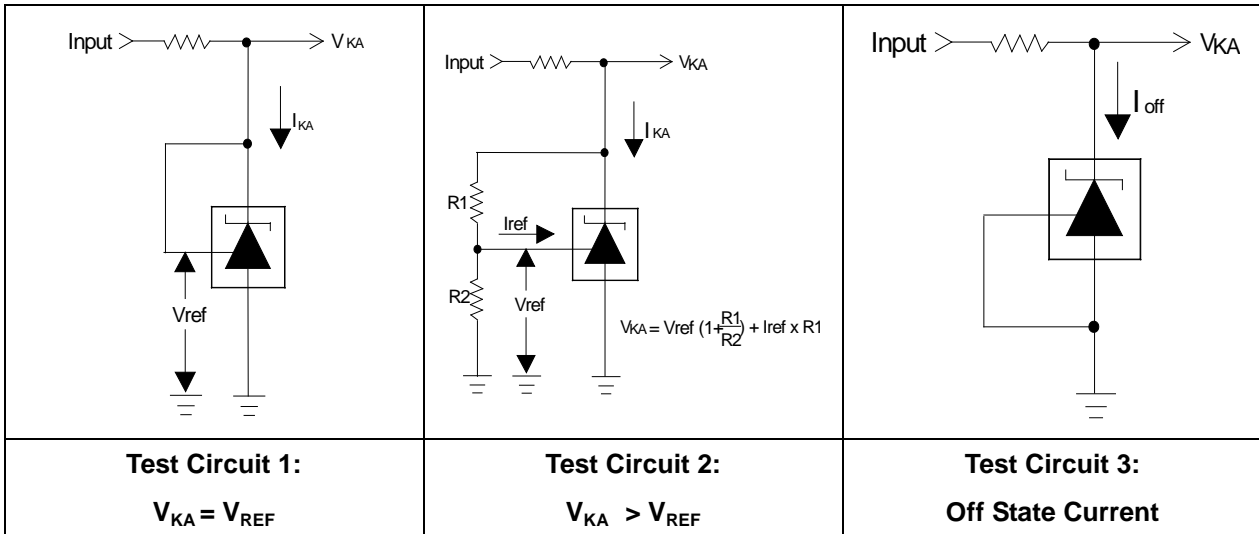 Input
V KA
I KA
Vref
Test Circuit 1:
VKA = VREF
Input
VKA
I KA
R1
Iref
R2
Vref
VKA = Vref (1+R1/R2) + Iref x R1
Test Circuit 2:
VKA > VREF
Input
VKA
I off
Test Circuit 3:
Off State Current